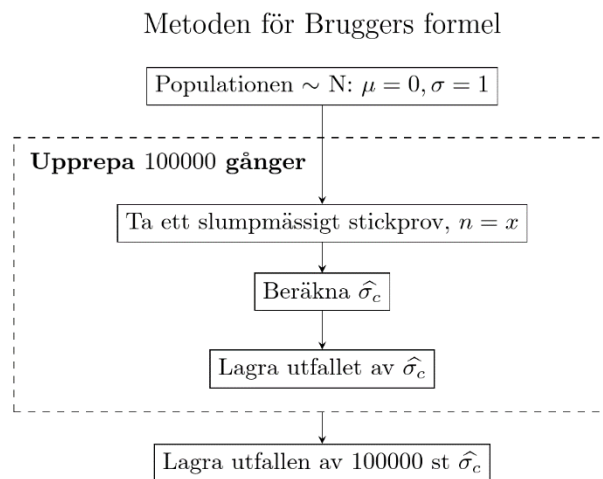 Metoden för Bruggers formel
Populationen ∼ N: μ = 0, σ = 1
Upprepa 100000 gånger
Ta ett slumpmässigt stickprov, n = x
Beräkna σ̂_c
Lagra utfallet av σ̂_c
Lagra utfallen av 100000 st σ̂_c